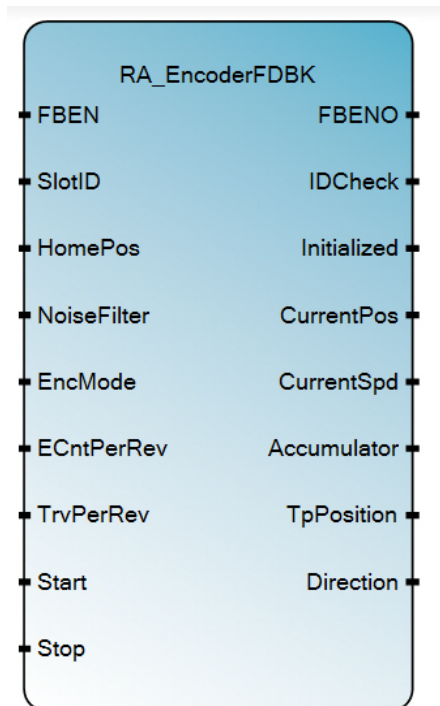 RA_EncoderFDBK
FBEN FBENO
SlotID IDCheck
HomePos Initialized
NoiseFilter CurrentPos
EncMode CurrentSpd
ECntPerRev Accumulator
TrvPerRev TpPosition
Start Direction
Stop